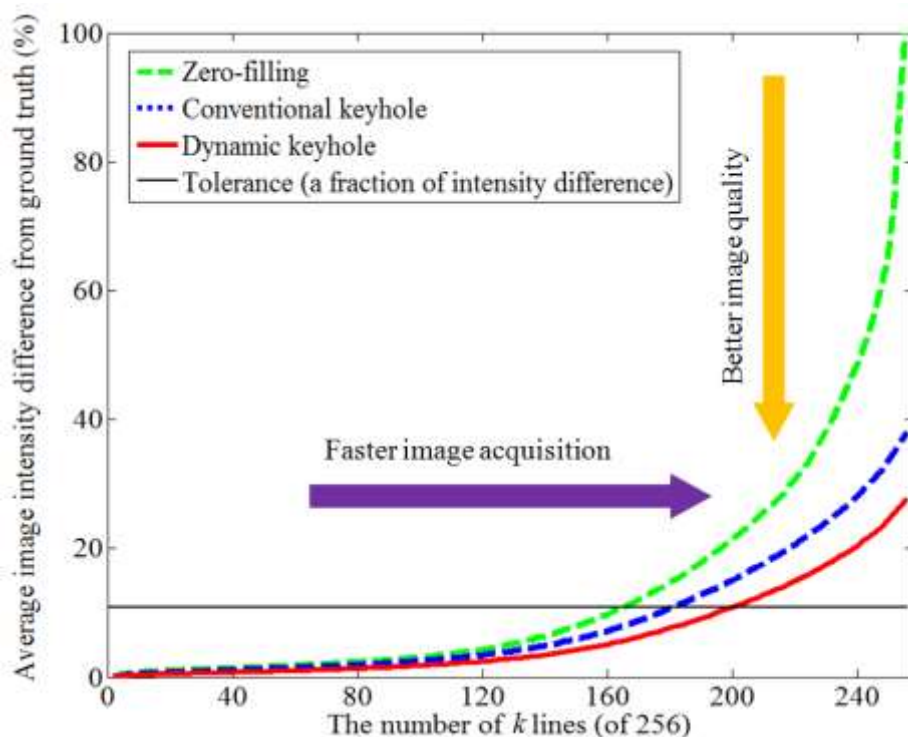 Average image intensity difference from ground truth (%)
100
80
60
40
20
0
Zero-filling
Conventional keyhole
Dynamic keyhole
Tolerance (a fraction of intensity difference)
Better image quality
Faster image acquisition
0 40 80 120 160 200 240
The number of k lines (of 256)